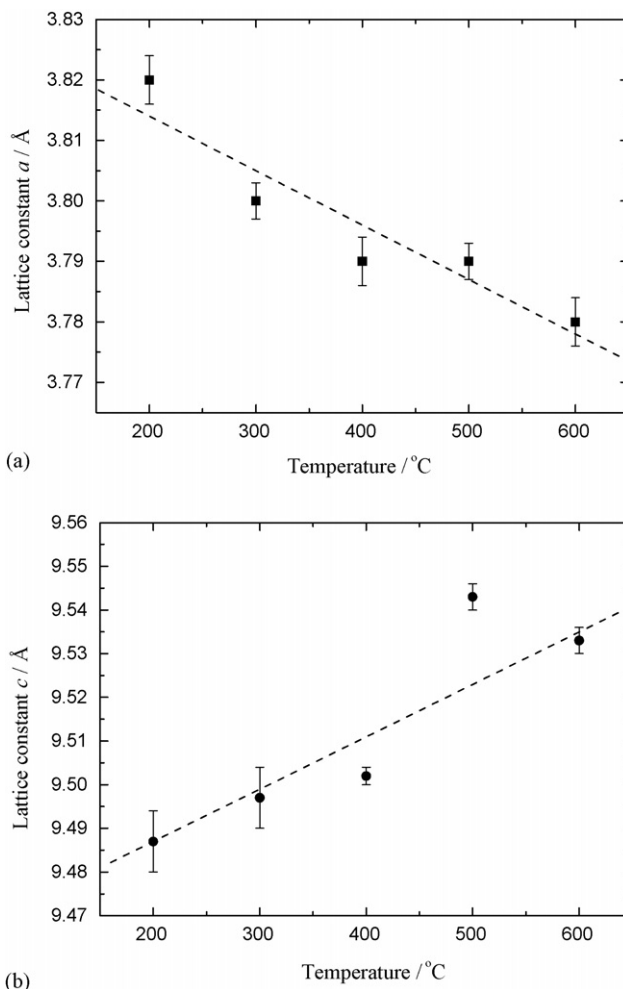 3.83
3.82
3.81
3.80
3.79
3.78
3.77
Lattice constant a / Å
200 300 400 500 600
Temperature / °C
(a)
9.56
9.55
9.54
9.53
9.52
9.51
9.50
9.49
9.48
9.47
Lattice constant c / Å
200 300 400 500 600
Temperature / °C
(b)